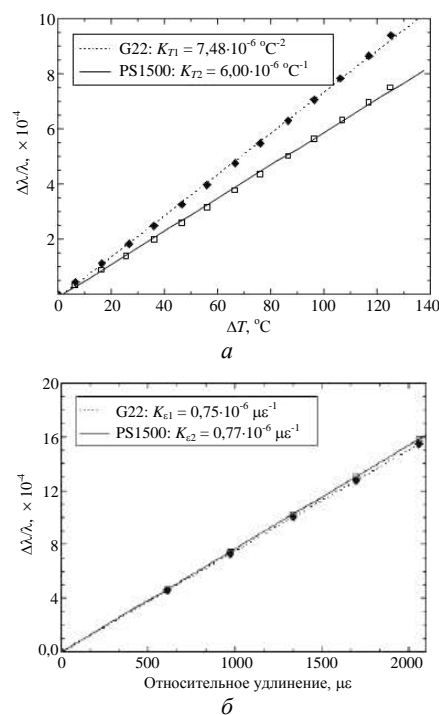 10
8
6
4
2
Δλ/λ, × 10⁻⁴
G22: K_T1 = 7,48·10⁻⁶ °C⁻²
PS1500: K_T2 = 6,00·10⁻⁶ °C⁻¹
0 20 40 60 80 100 120 140
ΔT, °C
а
20
16
12
8
4
0,0
Δλ/λ, × 10⁻⁴
G22: K_ε1 = 0,75·10⁻⁶ με⁻¹
PS1500: K_ε2 = 0,77·10⁻⁶ με⁻¹
0 500 1000 1500 2000
Относительное удлинение, με
б